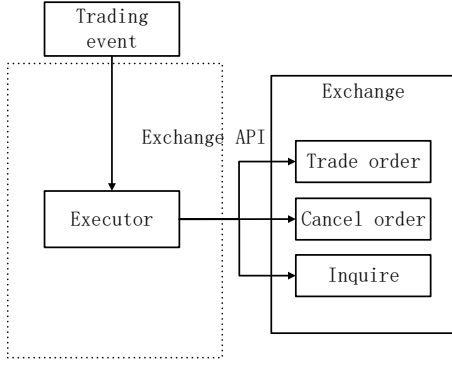 Trading
event
Exchange
Exchange API
Trade order
Executor
Cancel order
Inquire